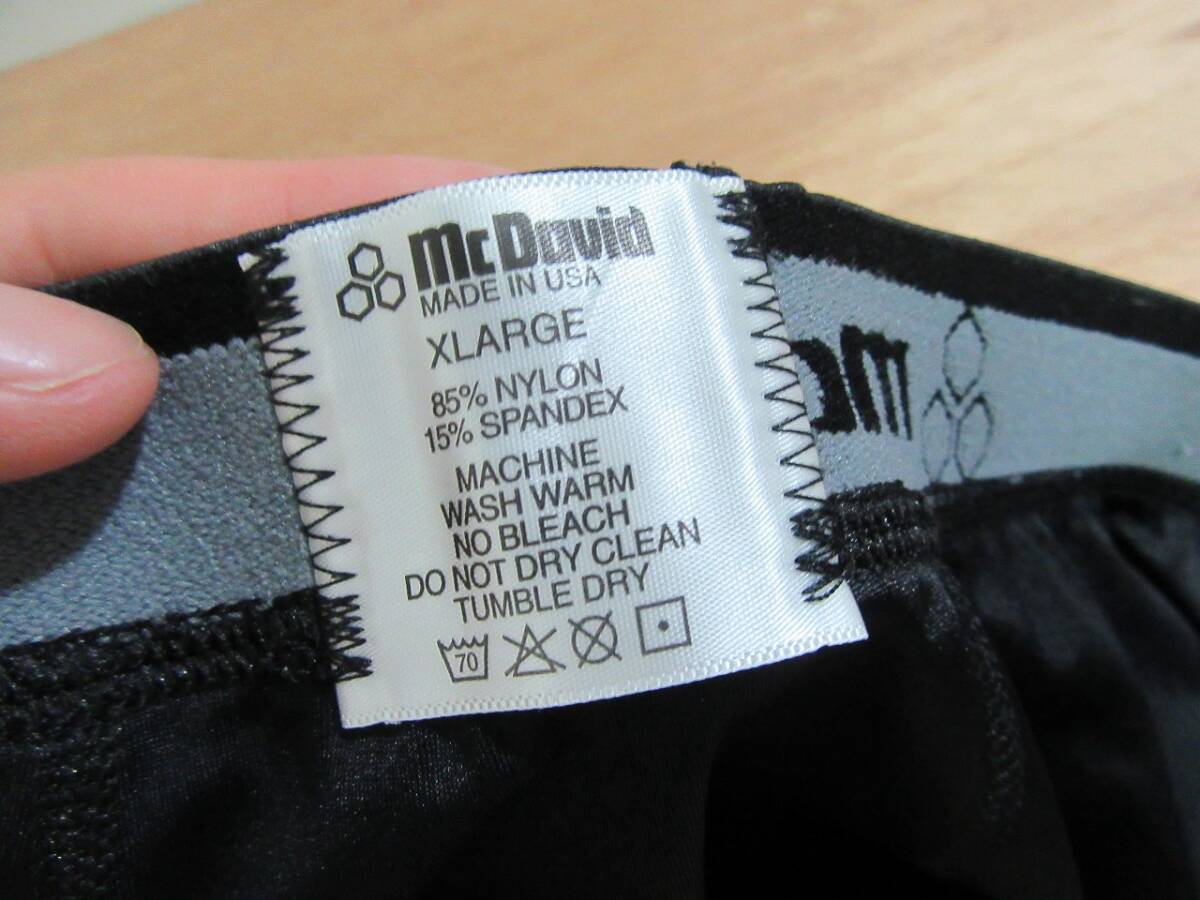 McDavid
MADE IN USA
XLARGE
85% NYLON
15% SPANDEX
MACHINE
WASH WARM
NO BLEACH
DO NOT DRY CLEAN
TUMBLE DRY
70